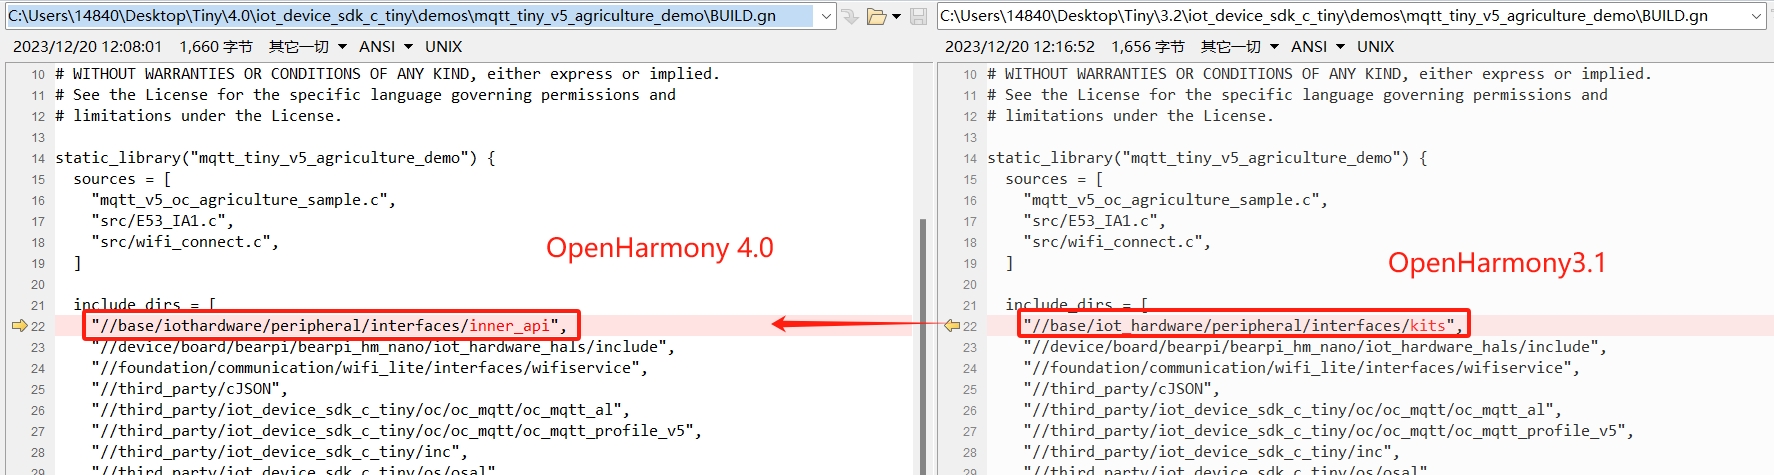 C:\Users\14840\Desktop\Tiny\4.0\iot_device_sdk_c_tiny\demos\mqtt_tiny_v5_agriculture_demo\BUILD.gn
2023/12/20 12:08:01 1,660 字节 其它一切 ANSI UNIX
10 # WITHOUT WARRANTIES OR CONDITIONS OF ANY KIND, either express or implied.
11 # See the License for the specific language governing permissions and
12 # limitations under the License.
13
14 static_library("mqtt_tiny_v5_agriculture_demo") {
15 sources = [
16 "mqtt_v5_oc_agriculture_sample.c",
17 "src/E53_IA1.c",
18 "src/wifi_connect.c",
19 ]
20
21 include_dirs = [
22 "//base/iothardware/peripheral/interfaces/inner_api",
23 "//device/board/bearpi/bearpi_hm_nano/iot_hardware_hals/include",
24 "//foundation/communication/wifi_lite/interfaces/wifiservice",
25 "//third_party/cJSON",
26 "//third_party/iot_device_sdk_c_tiny/oc/oc_mqtt/oc_mqtt_al",
27 "//third_party/iot_device_sdk_c_tiny/oc/oc_mqtt/oc_mqtt_profile_v5",
28 "//third_party/iot_device_sdk_c_tiny/inc",
29 "//third_party/iot_device_sdk_c_tiny/os/osal"
OpenHarmony 4.0
C:\Users\14840\Desktop\Tiny\3.2\iot_device_sdk_c_tiny\demos\mqtt_tiny_v5_agriculture_demo\BUILD.gn
2023/12/20 12:16:52 1,656 字节 其它一切 ANSI UNIX
10 # WITHOUT WARRANTIES OR CONDITIONS OF ANY KIND, either express or implied.
11 # See the License for the specific language governing permissions and
12 # limitations under the License.
13
14 static_library("mqtt_tiny_v5_agriculture_demo") {
15 sources = [
16 "mqtt_v5_oc_agriculture_sample.c",
17 "src/E53_IA1.c",
18 "src/wifi_connect.c",
19 ]
20
21 include_dirs = [
22 "//base/iot_hardware/peripheral/interfaces/kits",
23 "//device/board/bearpi/bearpi_hm_nano/iot_hardware_hals/include",
24 "//foundation/communication/wifi_lite/interfaces/wifiservice",
25 "//third_party/cJSON",
26 "//third_party/iot_device_sdk_c_tiny/oc/oc_mqtt/oc_mqtt_al",
27 "//third_party/iot_device_sdk_c_tiny/oc/oc_mqtt/oc_mqtt_profile_v5",
28 "//third_party/iot_device_sdk_c_tiny/inc",
29 "//third_party/iot_device_sdk_c_tiny/os/osal"
OpenHarmony3.1